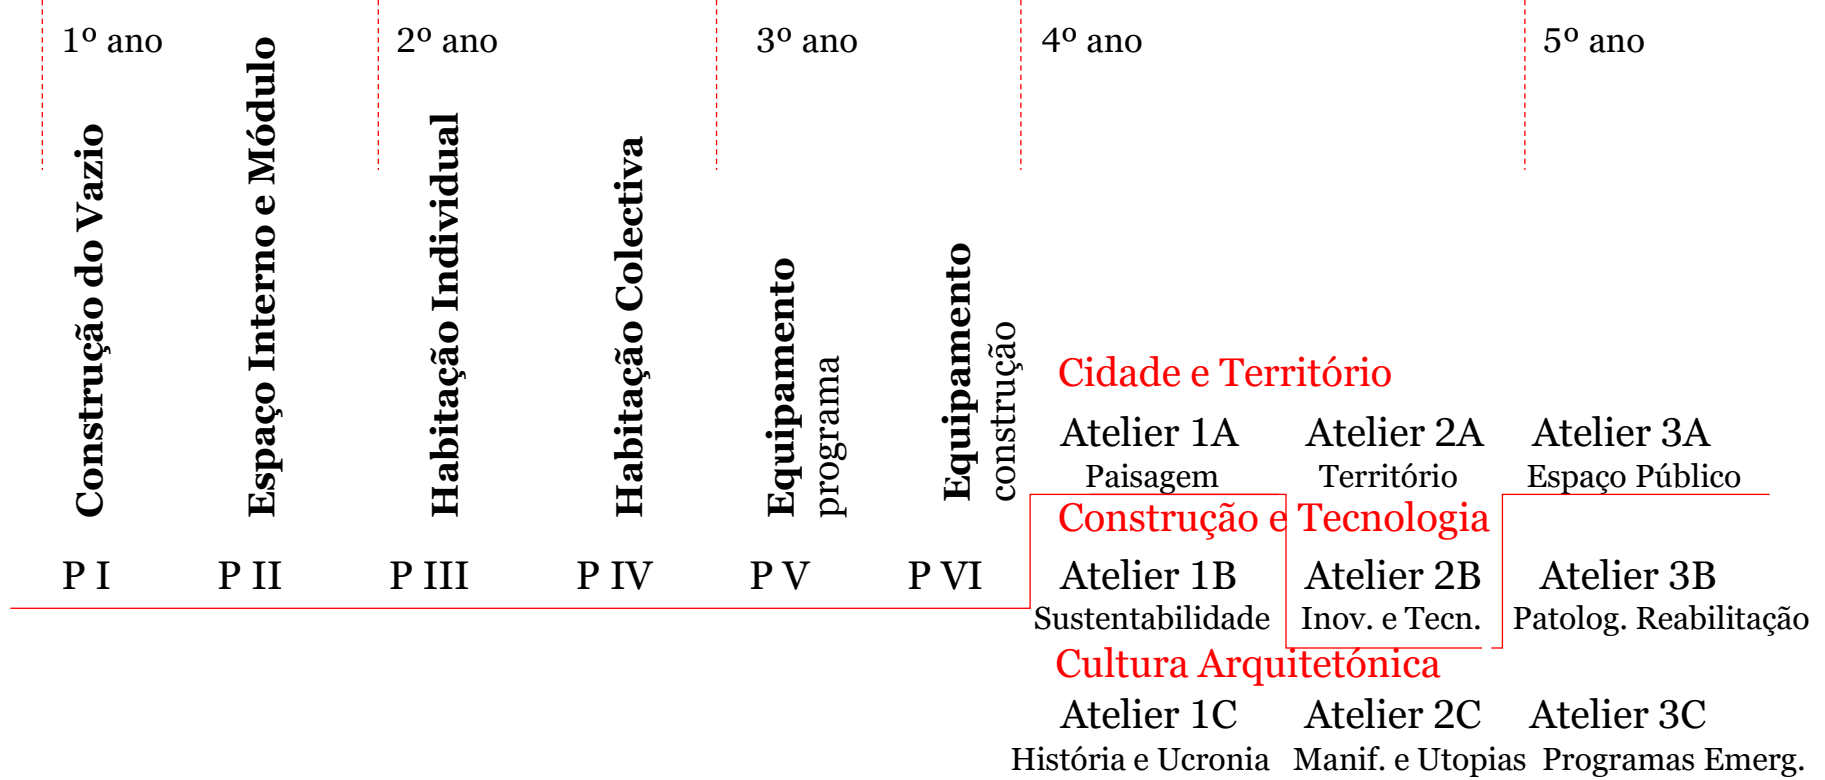 1º ano
2º ano
3º ano
4º ano
5º ano
Construção do Vazio
Espaço Interno e Módulo
Habitação Individual
Habitação Colectiva
Equipamento
programa
Equipamento
construção
P I
P II
P III
P IV
P V
P VI
Cidade e Território
Atelier 1A
Atelier 2A
Atelier 3A
Paisagem
Território
Espaço Público
Construção e Tecnologia
Atelier 1B
Atelier 2B
Atelier 3B
Sustentabilidade
Inov. e Tecn.
Patolog. Reabilitação
Cultura Arquitetónica
Atelier 1C
Atelier 2C
Atelier 3C
História e Ucronia
Manif. e Utopias
Programas Emerg.